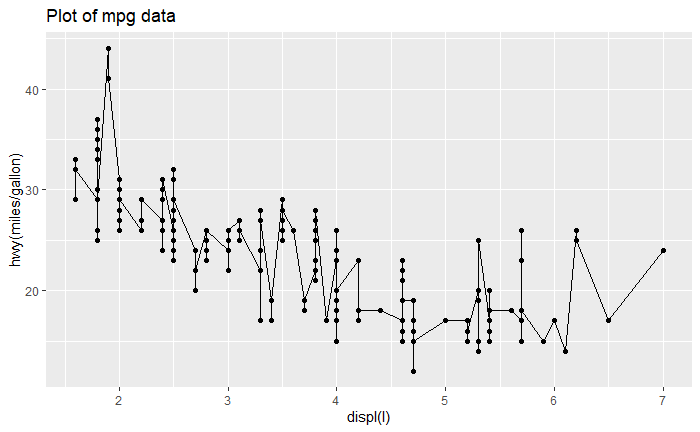 Plot of mpg data
hwy(miles/gallon)
40
30
20
2 3 4 5 6 7
displ(l)